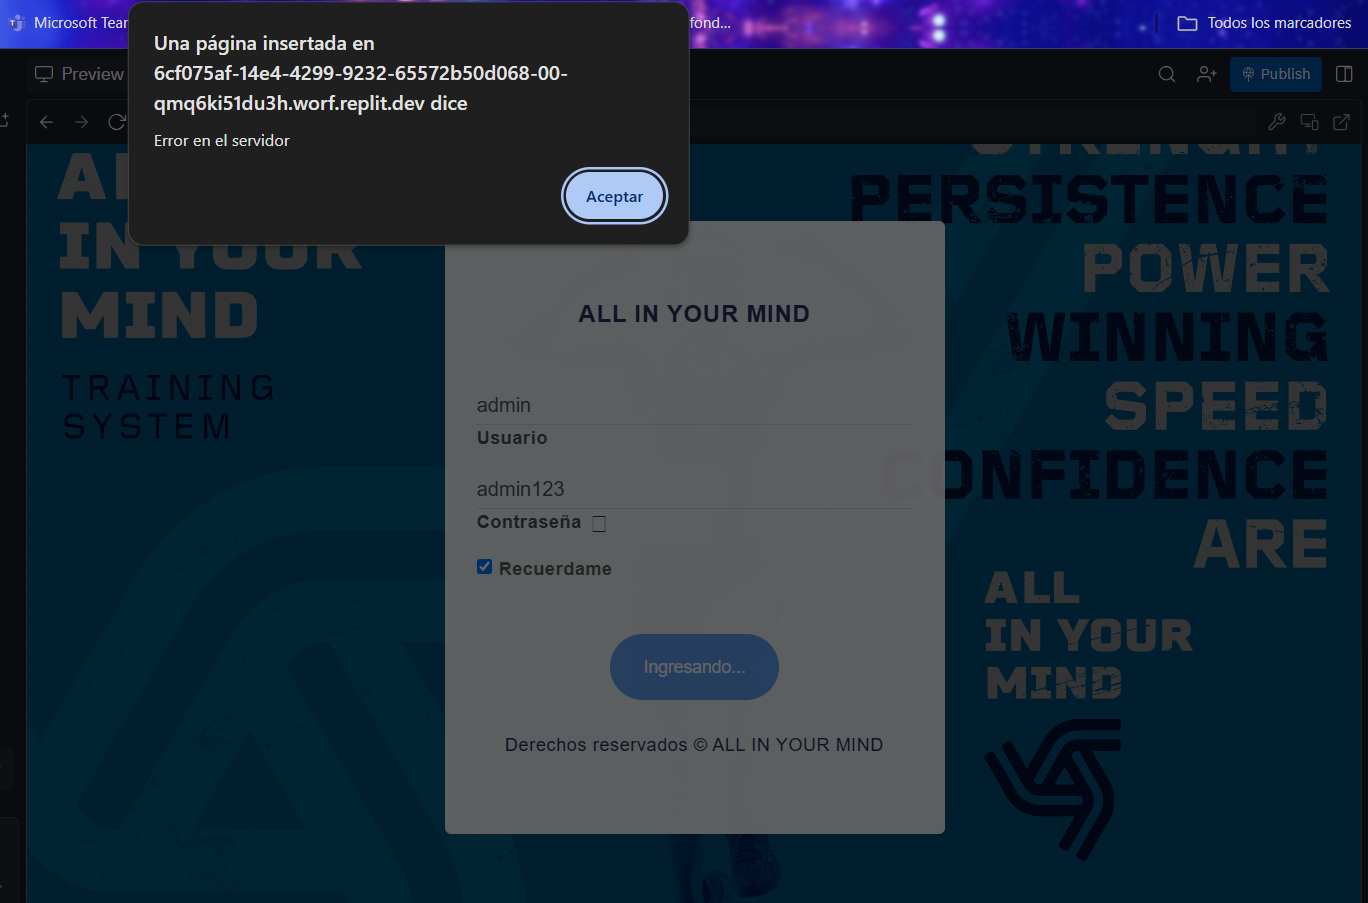 Microsoft Tear
fond...
Todos los marcadores
Una página insertada en
6cf075af-14e4-4299-9232-65572b50d068-00-
qmq6ki51du3h.worf.replit.dev dice
Error en el servidor
Aceptar
Preview
Publish
IN YOUR
MIND
TRAINING
SYSTEM
STRENGHT
PERSISTENCE
POWER
WINNING
SPEED
CONFIDENCE
ARE
ALL
IN YOUR
MIND
ALL IN YOUR MIND
admin
Usuario
admin123
Contraseña
Recuerdame
Ingresando...
Derechos reservados © ALL IN YOUR MIND